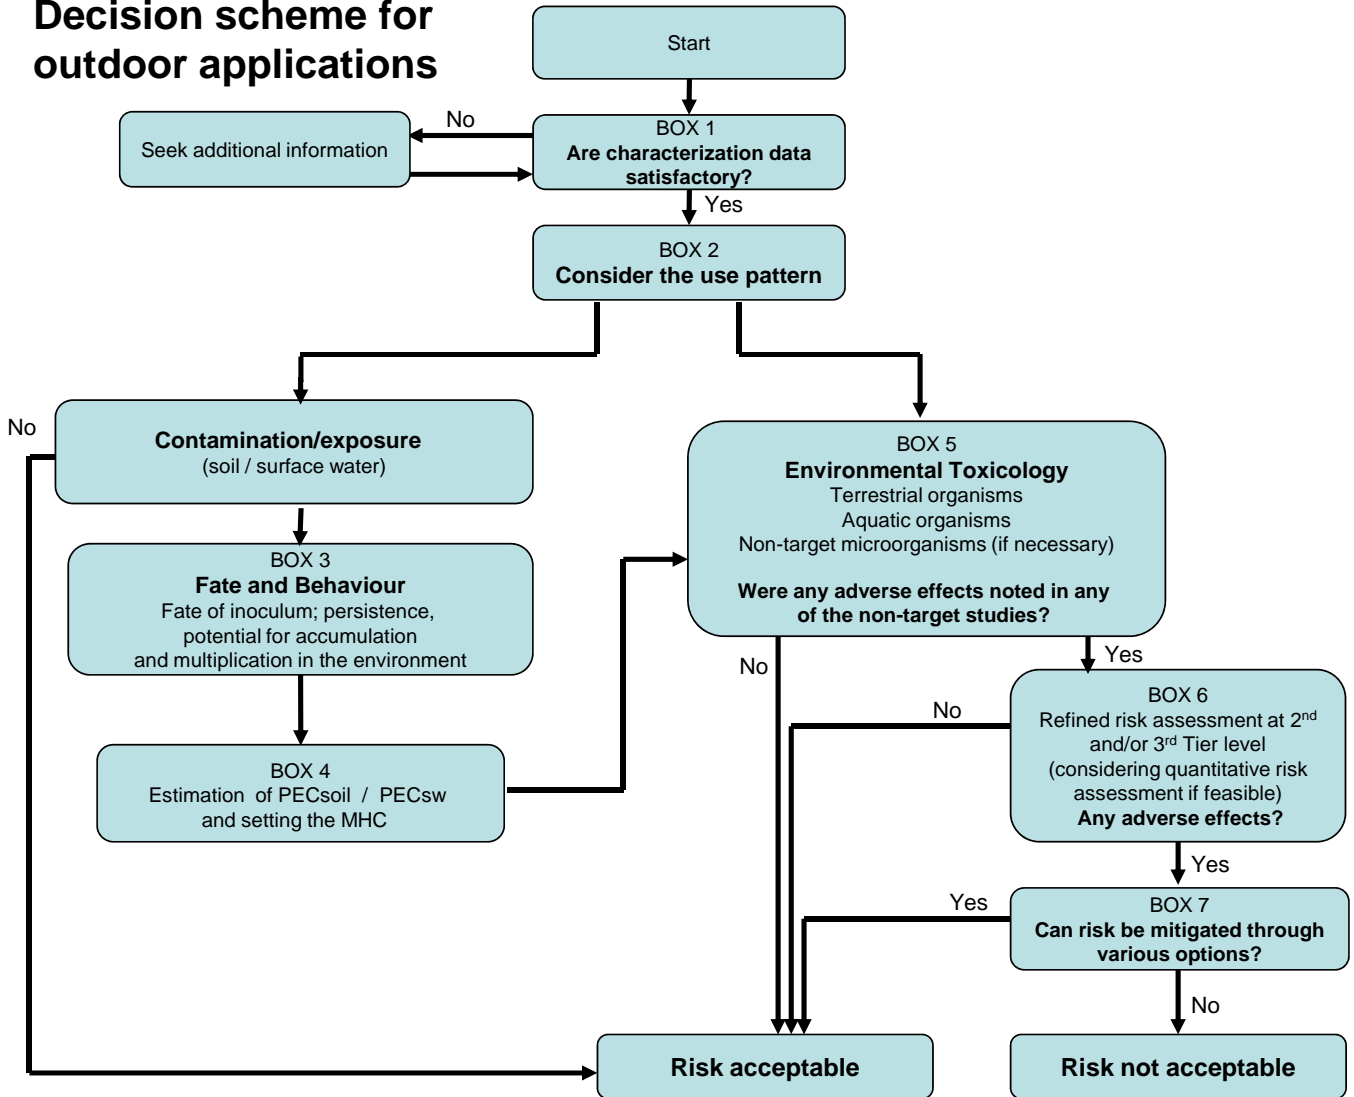 Decision scheme for
outdoor applications
Start
No
Seek additional information
BOX 1
Are characterization data
satisfactory?
Yes
BOX 2
Consider the use pattern
No
Contamination/exposure
(soil / surface water)
BOX 3
Fate and Behaviour
Fate of inoculum; persistence,
potential for accumulation
and multiplication in the environment
BOX 4
Estimation of PECsoil / PECsw
and setting the MHC
BOX 5
Environmental Toxicology
Terrestrial organisms
Aquatic organisms
Non-target microorganisms (if necessary)
Were any adverse effects noted in any
of the non-target studies?
No
Yes
BOX 6
Refined risk assessment at 2nd
and/or 3rd Tier level
(considering quantitative risk
assessment if feasible)
Any adverse effects?
No
Yes
BOX 7
Can risk be mitigated through
various options?
Yes
No
Risk acceptable
Risk not acceptable